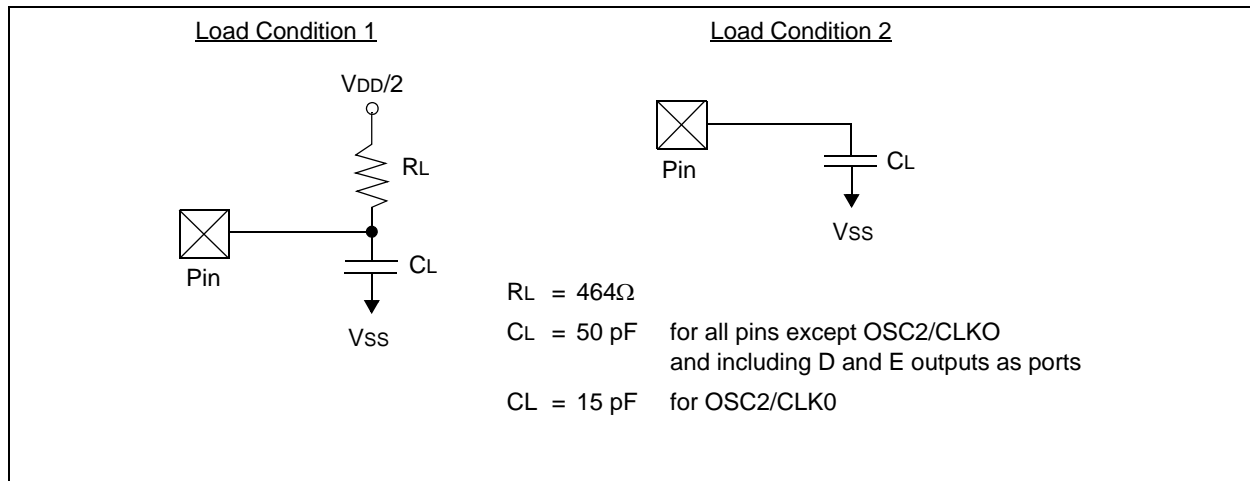 Load Condition 1
VDD/2
RL
Pin
CL
VSS
Load Condition 2
Pin
CL
VSS
RL = 464Ω
CL = 50 pF for all pins except OSC2/CLKO
and including D and E outputs as ports
CL = 15 pF for OSC2/CLK0